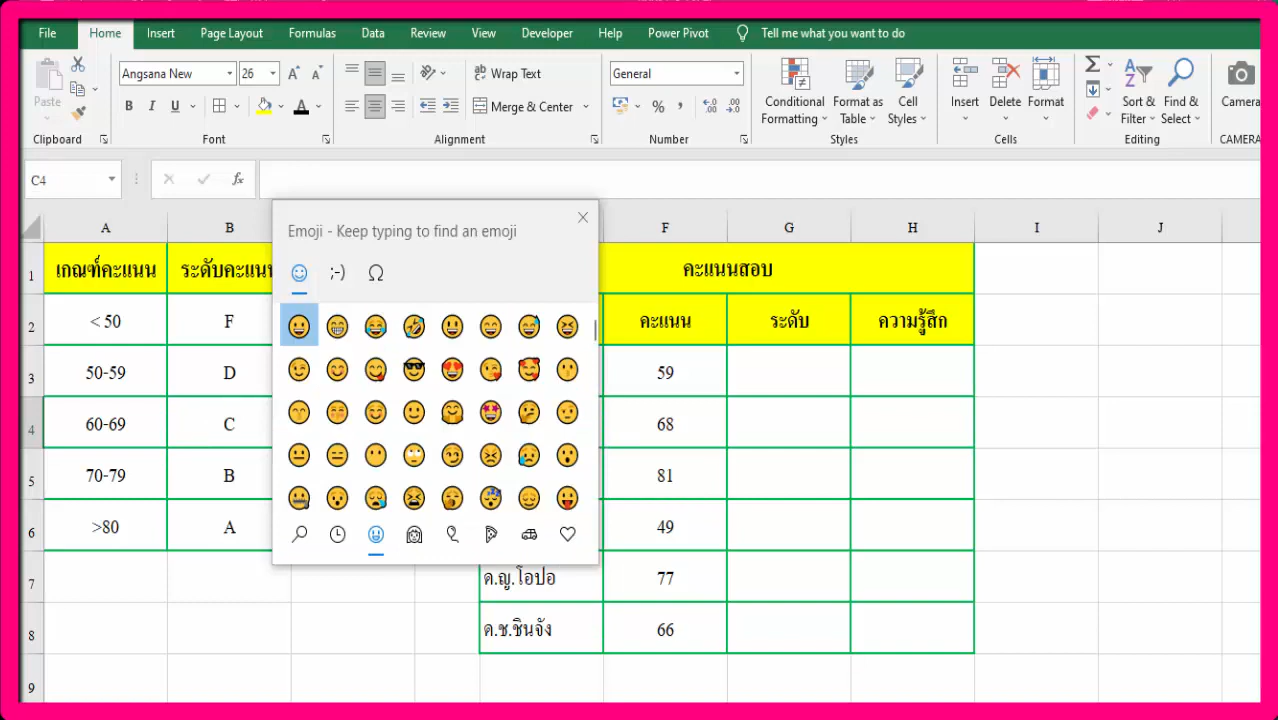 File Home Insert Page Layout Formulas Data Review View Developer Help Power Pivot Tell me what you want to do
Angsana New 26 Wrap Text General
Paste B I U Merge & Center % , Conditional Formatting Format as Table Cell Styles Insert Delete Format Sort & Filter Find & Select Camera
Clipboard Font Alignment Number Styles Cells Editing CAMERA
C4 fx
Emoji - Keep typing to find an emoji
;-) Ω
A B F G H I J
1 เกณฑ์คะแนน ระดับคะแนน คะแนนสอบ
2 < 50 F คะแนน ระดับ ความรู้สึก
3 50-59 D 59
4 60-69 C 68
5 70-79 B 81
6 >80 A 49
7 ด.ญ.โอปอ 77
8 ด.ช.ชินจัง 66
9